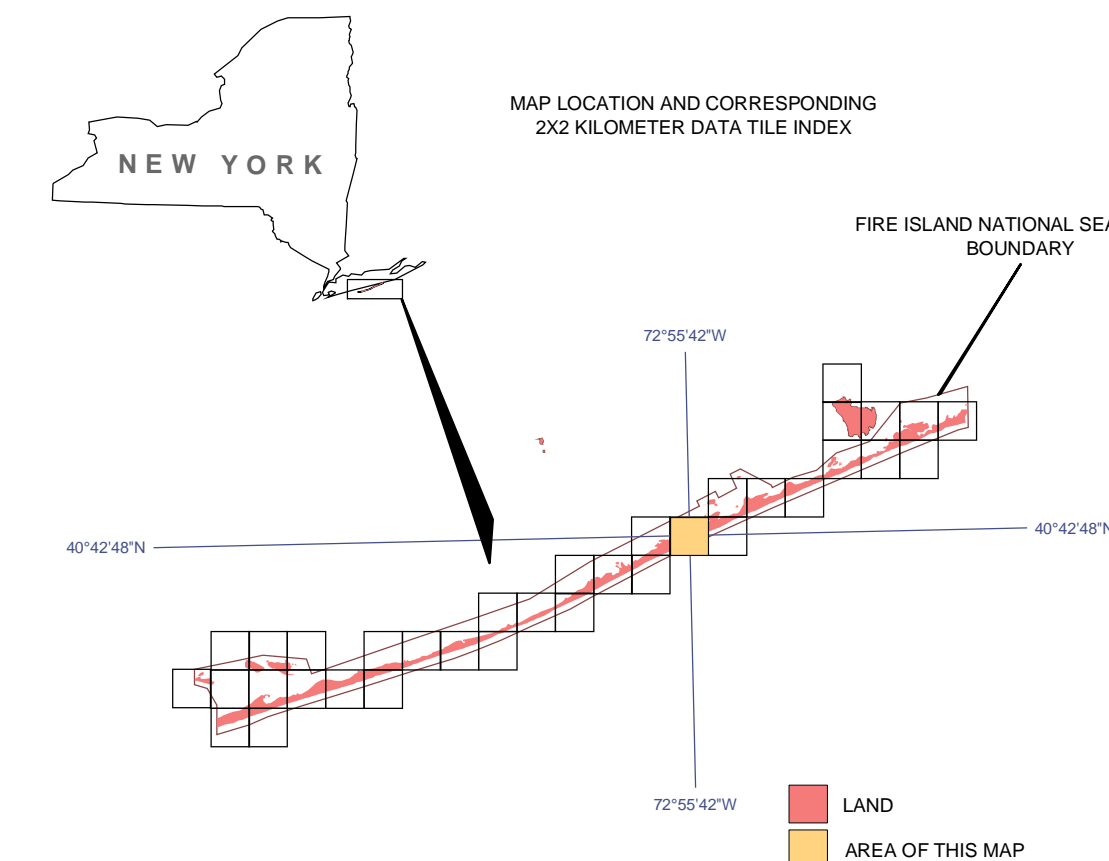 MAP LOCATION AND CORRESPONDING
2X2 KILOMETER DATA TILE INDEX
NEW YORK
FIRE ISLAND NATIONAL SEA
BOUNDARY
72°55'42"W
40°42'48"N
40°42'48"N
72°55'42"W
LAND
AREA OF THIS MAP